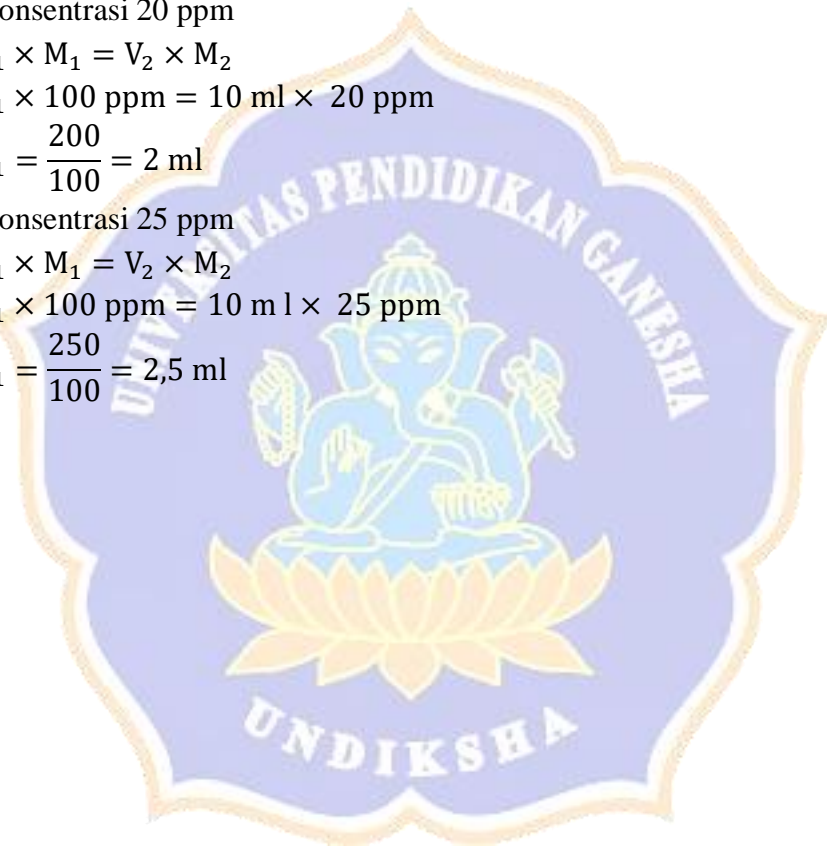 onsentrasi 20 ppm
₁ × M₁ = V₂ × M₂
₁ × 100 ppm = 10 ml × 20 ppm
₁ = 200/100 = 2 ml
onsentrasi 25 ppm
₁ × M₁ = V₂ × M₂
₁ × 100 ppm = 10 m l × 25 ppm
₁ = 250/100 = 2,5 ml
UNIVERSITAS PENDIDIKAN GANESHA
UNDIKSHA